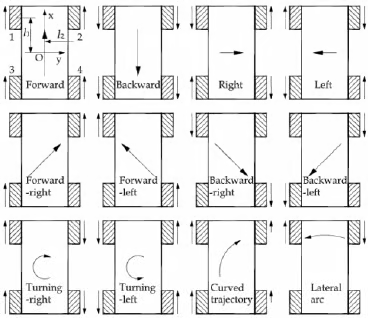 x
1 l₁ l₂ 2
O y
3 4
Forward
Backward
Right
Left
Forward
-right
Forward
-left
Backward
-right
Backward
-left
Turning
-right
Turning
-left
Curved
trajectory
Lateral
arc